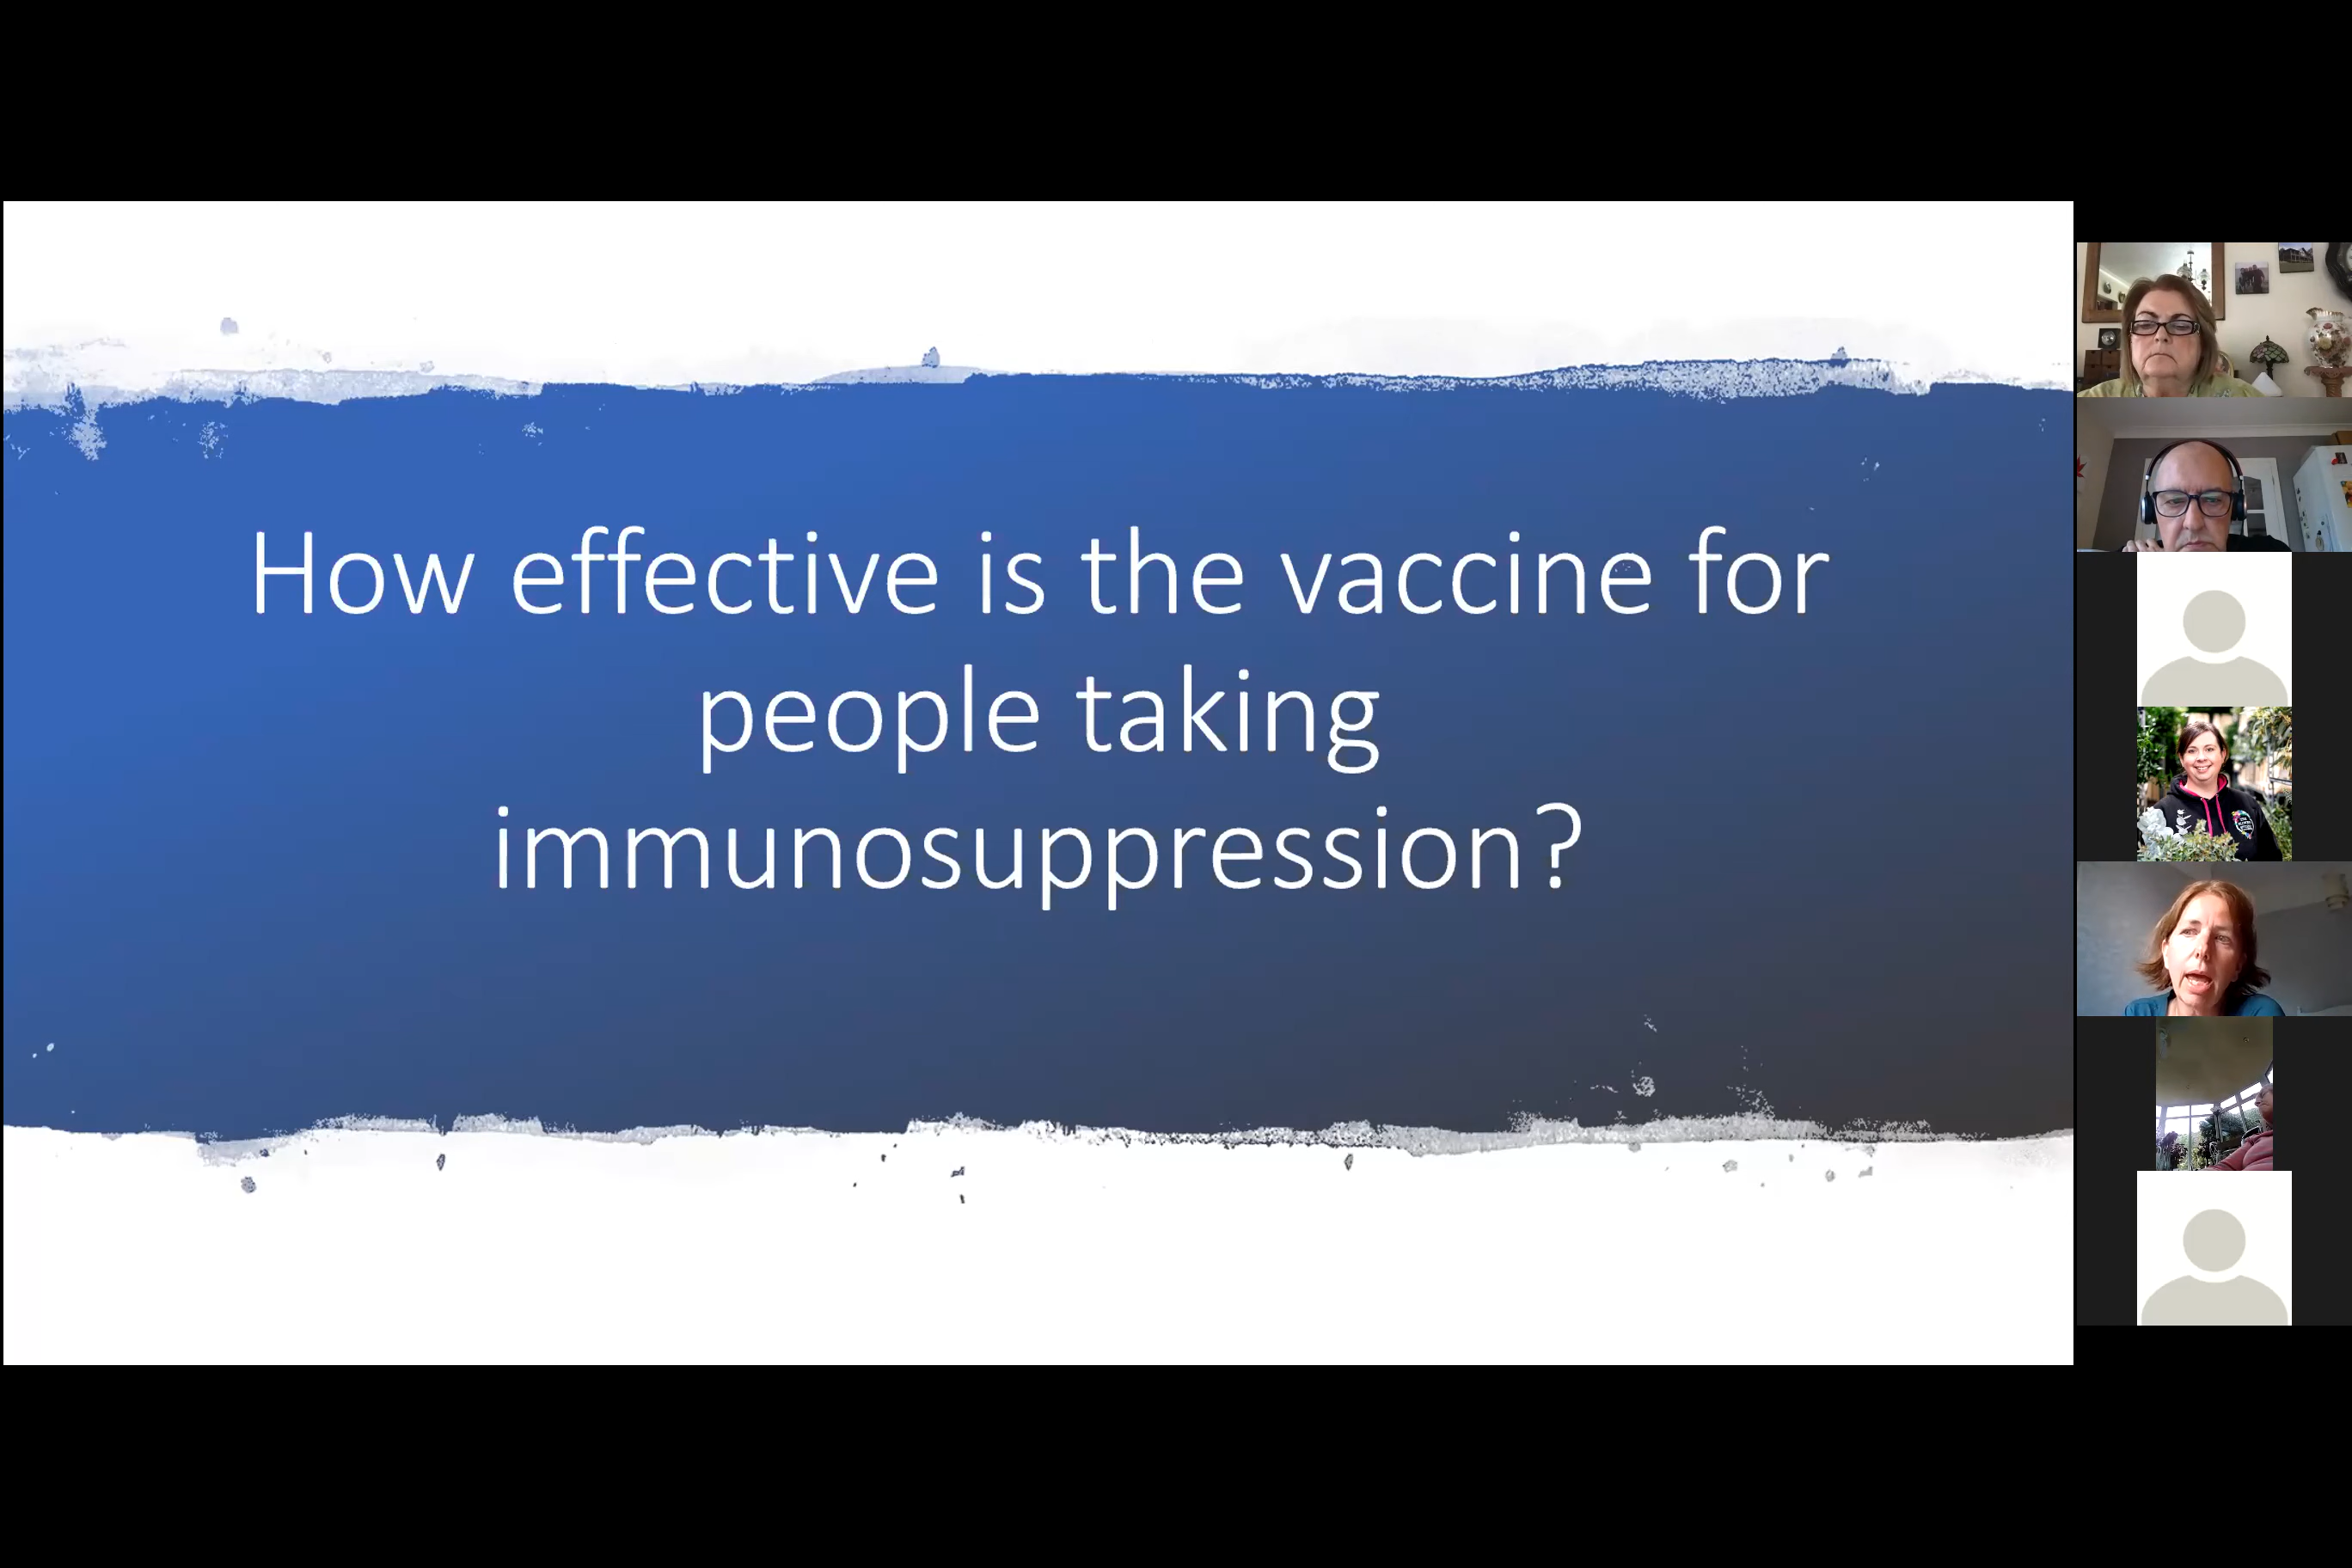 How effective is the vaccine for
people taking
immunosuppression?